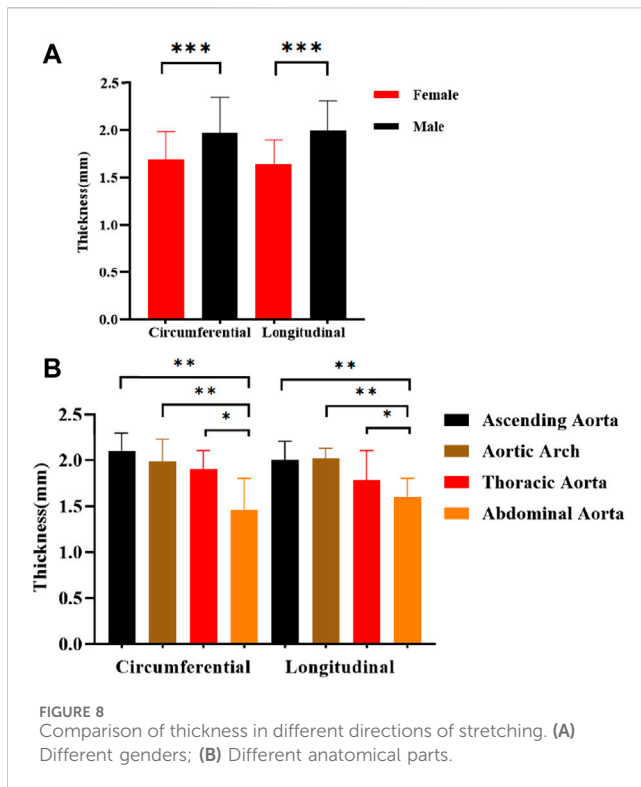 A
*** ***
2.5
2.0
1.5
1.0
0.5
0.0
Thickness(mm)
Circumferential Longitudinal
Female
Male
B
** **
** **
* *
2.5
2.0
1.5
1.0
0.5
0.0
Thickness(mm)
Circumferential Longitudinal
Ascending Aorta
Aortic Arch
Thoracic Aorta
Abdominal Aorta
FIGURE 8
Comparison of thickness in different directions of stretching. (A)
Different genders; (B) Different anatomical parts.